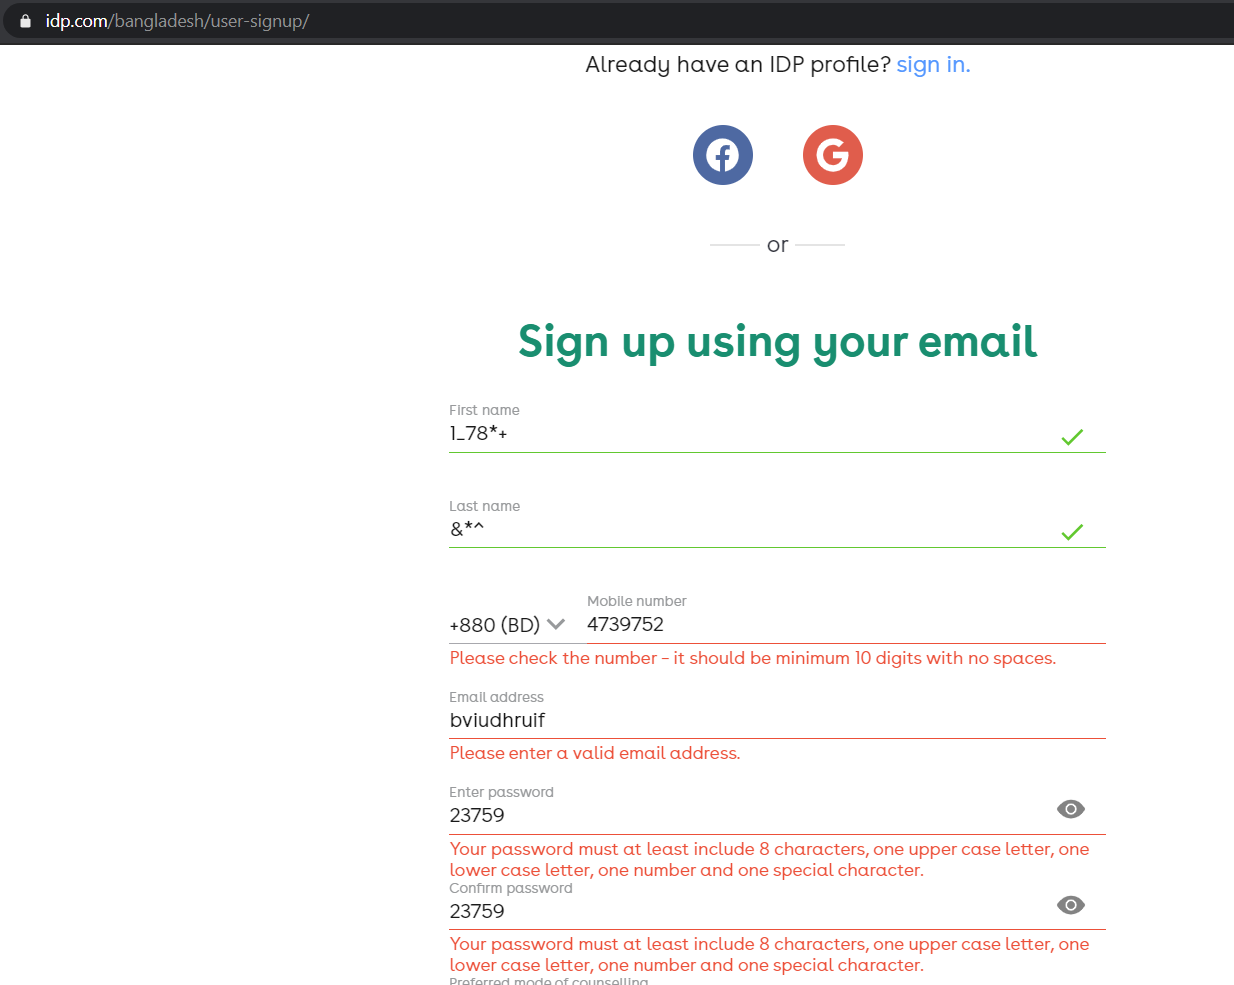 idp.com/bangladesh/user-signup/
Already have an IDP profile? sign in.
or
Sign up using your email
First name
1_78*+
Last name
&*^
Mobile number
+880 (BD) 4739752
Please check the number – it should be minimum 10 digits with no spaces.
Email address
bviudhruif
Please enter a valid email address.
Enter password
23759
Your password must at least include 8 characters, one upper case letter, one
lower case letter, one number and one special character.
Confirm password
23759
Your password must at least include 8 characters, one upper case letter, one
lower case letter, one number and one special character.
Preferred mode of counselling